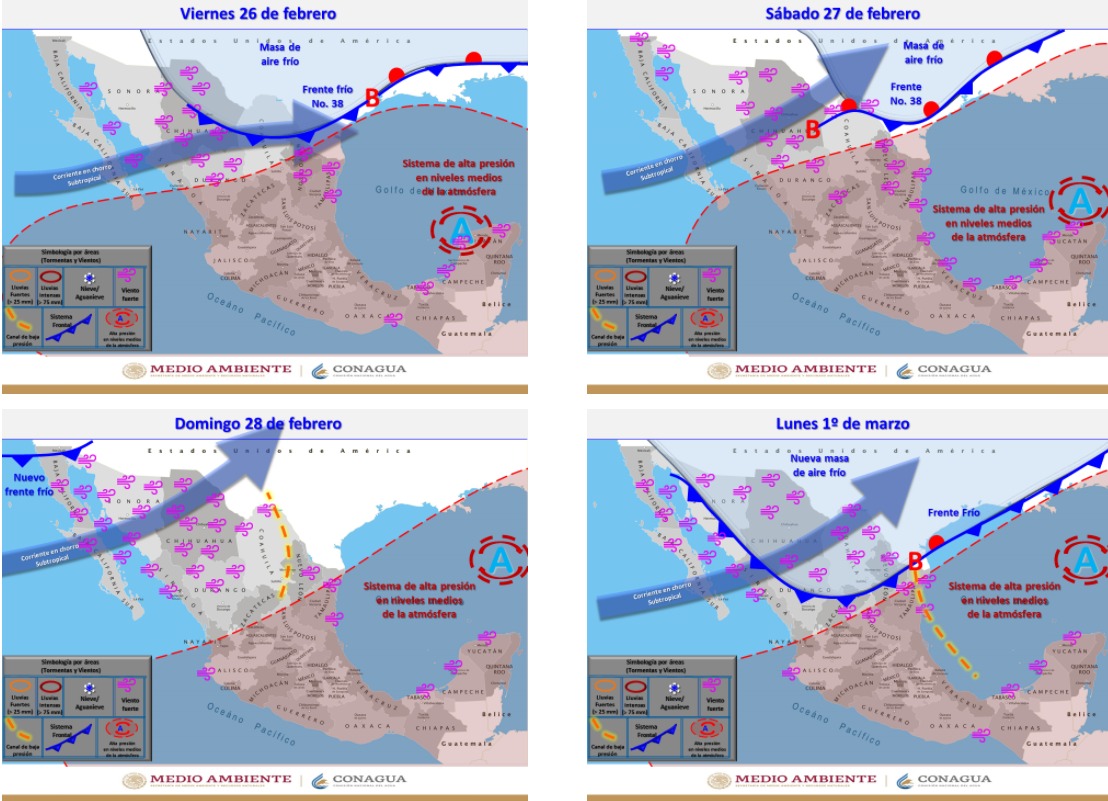 Viernes 26 de febrero
Estados Unidos de América
Masa de
aire frío
Frente frío
No. 38
B
BAJA CALIFORNIA
SONORA
CHIHUAHUA
COAHUILA
DURANGO
ZACATECAS
SAN LUIS POTOSÍ
NAYARIT
JALISCO
COLIMA
MICHOACÁN
GUERRERO
OAXACA
VERACRUZ
CHIAPAS
CAMPECHE
QUINTANA
ROO
Corriente en chorro
Subtropical
Sistema de alta presión
en niveles medios
de la atmósfera
A
Océano Pacífico
Belice
Guatemala
Simbología por áreas
(Tormentas y Vientos)
Lluvias
Fuertes
(> 25 mm)
Lluvias
intensas
(> 75 mm)
Nieve/
Aguanieve
Viento
fuerte
Canal de baja
presión
Sistema
Frontal
Alta presión
en niveles medios
de la atmósfera
MEDIO AMBIENTE
CONAGUA
Sábado 27 de febrero
Estados Unidos de América
Masa de
aire frío
Frente
No. 38
B
COAHUILA
DURANGO
Corriente en chorro
Subtropical
Golfo de México
Sistema de alta presión
en niveles medios
de la atmósfera
A
NAYARIT
JALISCO
COLIMA
MICHOACÁN
GUERRERO
OAXACA
VERACRUZ
TABASCO
CHIAPAS
CAMPECHE
YUCATÁN
QUINTANA
ROO
Océano Pacífico
Belice
Guatemala
Simbología por áreas
(Tormentas y Vientos)
Lluvias
Fuertes
(> 25 mm)
Lluvias
intensas
(> 75 mm)
Nieve/
Aguanieve
Viento
fuerte
Canal de baja
presión
Sistema
Frontal
Alta presión
en niveles medios
de la atmósfera
MEDIO AMBIENTE
CONAGUA
Domingo 28 de febrero
Estados Unidos de América
Nuevo
frente frío
SONORA
CHIHUAHUA
COAHUILA
NUEVO LEÓN
DURANGO
ZACATECAS
Corriente en chorro
Subtropical
Sistema de alta presión
en niveles medios
de la atmósfera
A
NAYARIT
JALISCO
COLIMA
MICHOACÁN
GUERRERO
OAXACA
VERACRUZ
TABASCO
CHIAPAS
CAMPECHE
YUCATÁN
QUINTANA
ROO
Océano Pacífico
Belice
Guatemala
Simbología por áreas
(Tormentas y Vientos)
Lluvias
Fuertes
(> 25 mm)
Lluvias
intensas
(> 75 mm)
Nieve/
Aguanieve
Viento
fuerte
Canal de baja
presión
Sistema
Frontal
Alta presión
en niveles medios
de la atmósfera
MEDIO AMBIENTE
CONAGUA
Lunes 1º de marzo
Estados Unidos de América
Nueva masa
de aire frío
Frente Frío
B
Corriente en chorro
Subtropical
Sistema de alta presión
en niveles medios
de la atmósfera
A
DURANGO
NAYARIT
JALISCO
COLIMA
MICHOACÁN
GUERRERO
OAXACA
VERACRUZ
TABASCO
CHIAPAS
CAMPECHE
YUCATÁN
QUINTANA
ROO
Océano Pacífico
Belice
Guatemala
Simbología por áreas
(Tormentas y Vientos)
Lluvias
Fuertes
(> 25 mm)
Lluvias
intensas
(> 75 mm)
Nieve/
Aguanieve
Viento
fuerte
Canal de baja
presión
Sistema
Frontal
Alta presión
en niveles medios
de la atmósfera
MEDIO AMBIENTE
CONAGUA